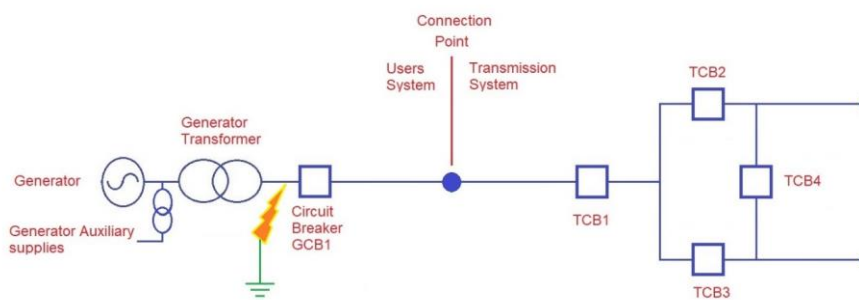 Connection
Point
Users
System
Transmission
System
TCB2
Generator
Transformer
Generator
TCB4
Generator Auxiliary
supplies
Circuit
Breaker
GCB1
TCB1
TCB3